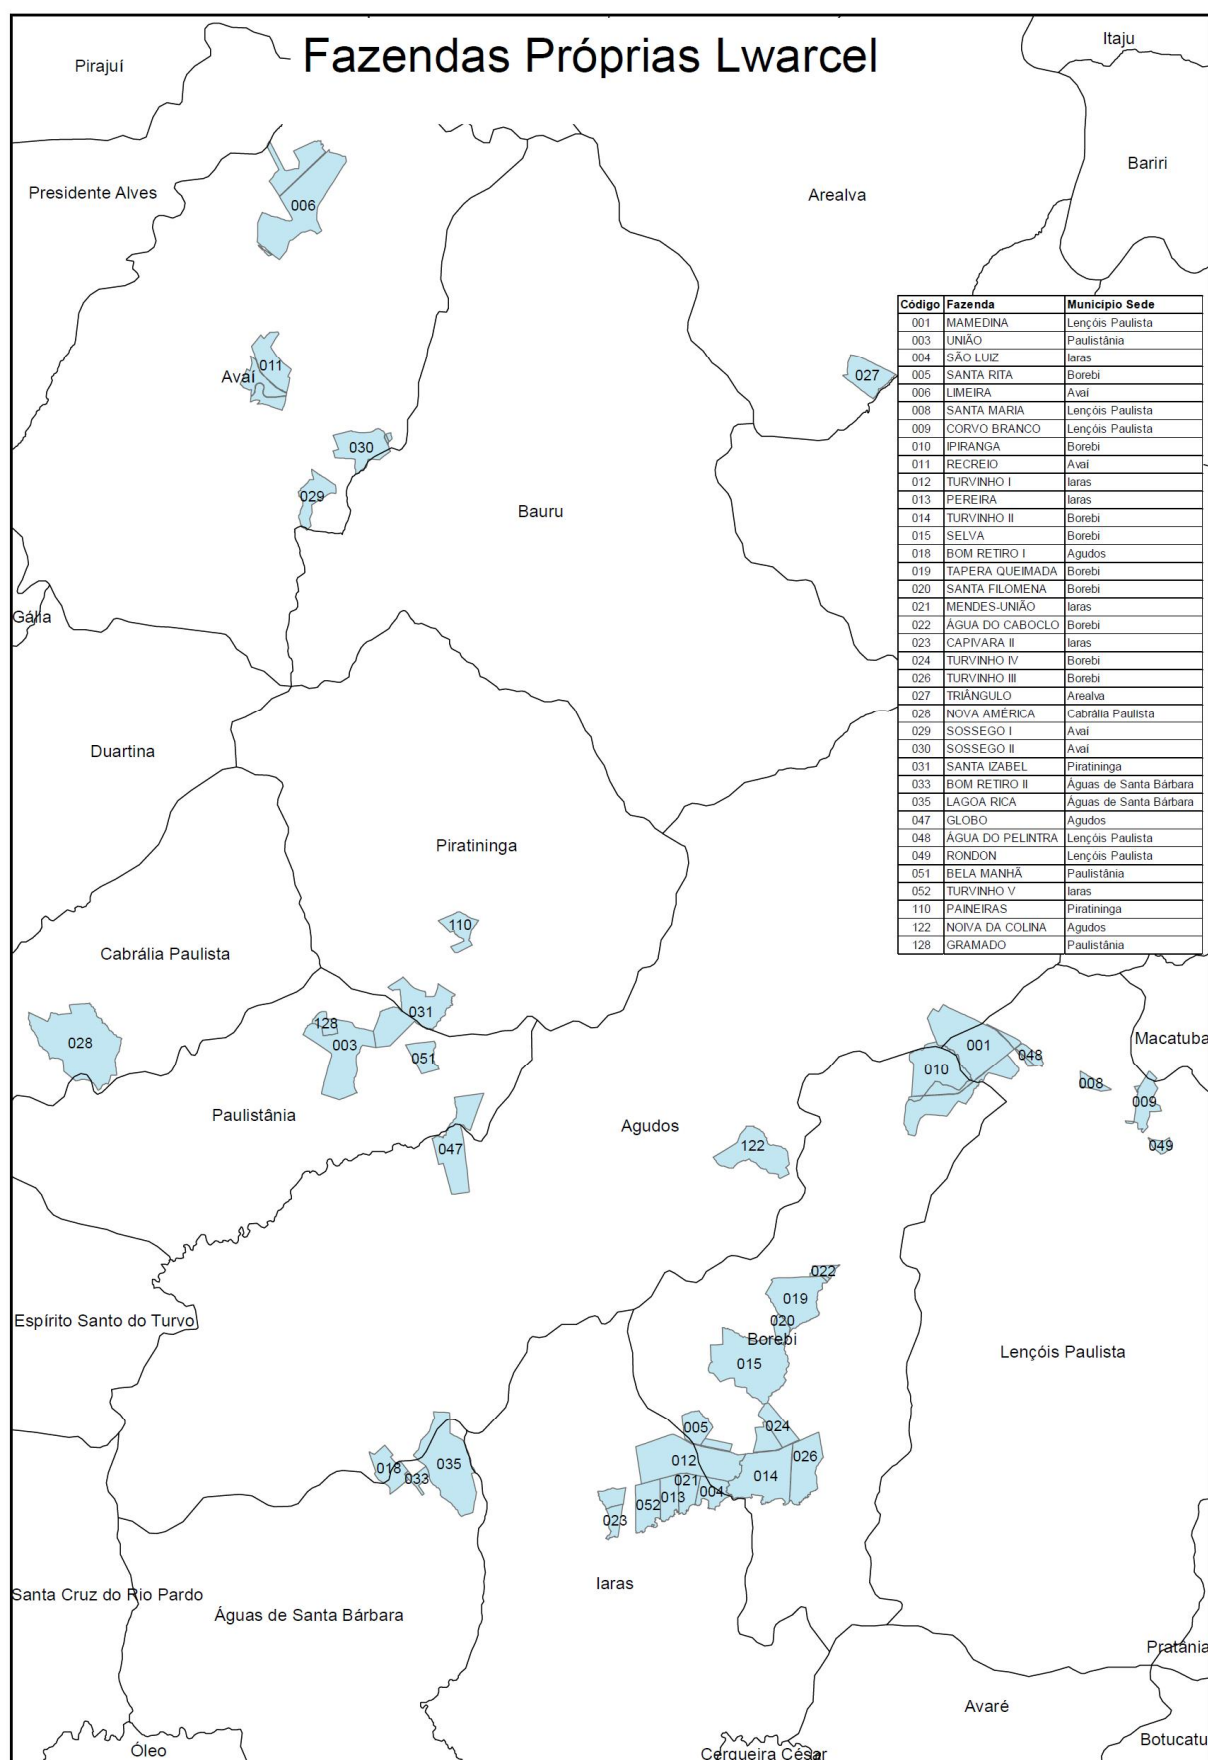 Fazendas Próprias Lwarcel
Itaju
Pirajuí
Bariri
Presidente Alves
Arealva
006
Código Fazenda Município Sede
001 MAMEDINA Lençóis Paulista
003 UNIÃO Paulistânia
004 SÃO LUIZ Iaras
005 SANTA RITA Borebi
006 LIMEIRA Avaí
008 SANTA MARIA Lençóis Paulista
009 CORVO BRANCO Lençóis Paulista
010 IPIRANGA Borebi
011 RECREIO Avaí
012 TURVINHO I Iaras
013 PEREIRA Iaras
014 TURVINHO II Borebi
015 SELVA Borebi
018 BOM RETIRO I Agudos
019 TAPERA QUEIMADA Borebi
020 SANTA FILOMENA Borebi
021 MENDES-UNIÃO Iaras
022 ÁGUA DO CABOCLO Borebi
023 CAPIVARA II Iaras
024 TURVINHO IV Borebi
026 TURVINHO III Borebi
027 TRIÂNGULO Arealva
028 NOVA AMÉRICA Cabrália Paulista
029 SOSSEGO I Avaí
030 SOSSEGO II Avaí
031 SANTA IZABEL Piratininga
033 BOM RETIRO II Águas de Santa Bárbara
035 LAGOA RICA Águas de Santa Bárbara
047 GLOBO Agudos
048 ÁGUA DO PELINTRA Lençóis Paulista
049 RONDON Lençóis Paulista
051 BELA MANHÃ Paulistânia
052 TURVINHO V Iaras
110 PAINEIRAS Piratininga
122 NOIVA DA COLINA Agudos
128 GRAMADO Paulistânia
011
Avaí
027
030
029
Bauru
Gália
Duartina
Piratininga
110
Cabrália Paulista
031
128
003
028
051
001
048
010
Macatuba
008
009
049
Paulistânia
Agudos
122
047
022
019
020
Borebi
015
Espírito Santo do Turvo
Lençóis Paulista
005
024
026
012
014
035
018
033
021
004
013
052
023
Iaras
Santa Cruz do Rio Pardo
Águas de Santa Bárbara
Pratânia
Avaré
Botucatu
Óleo
Cerqueira César